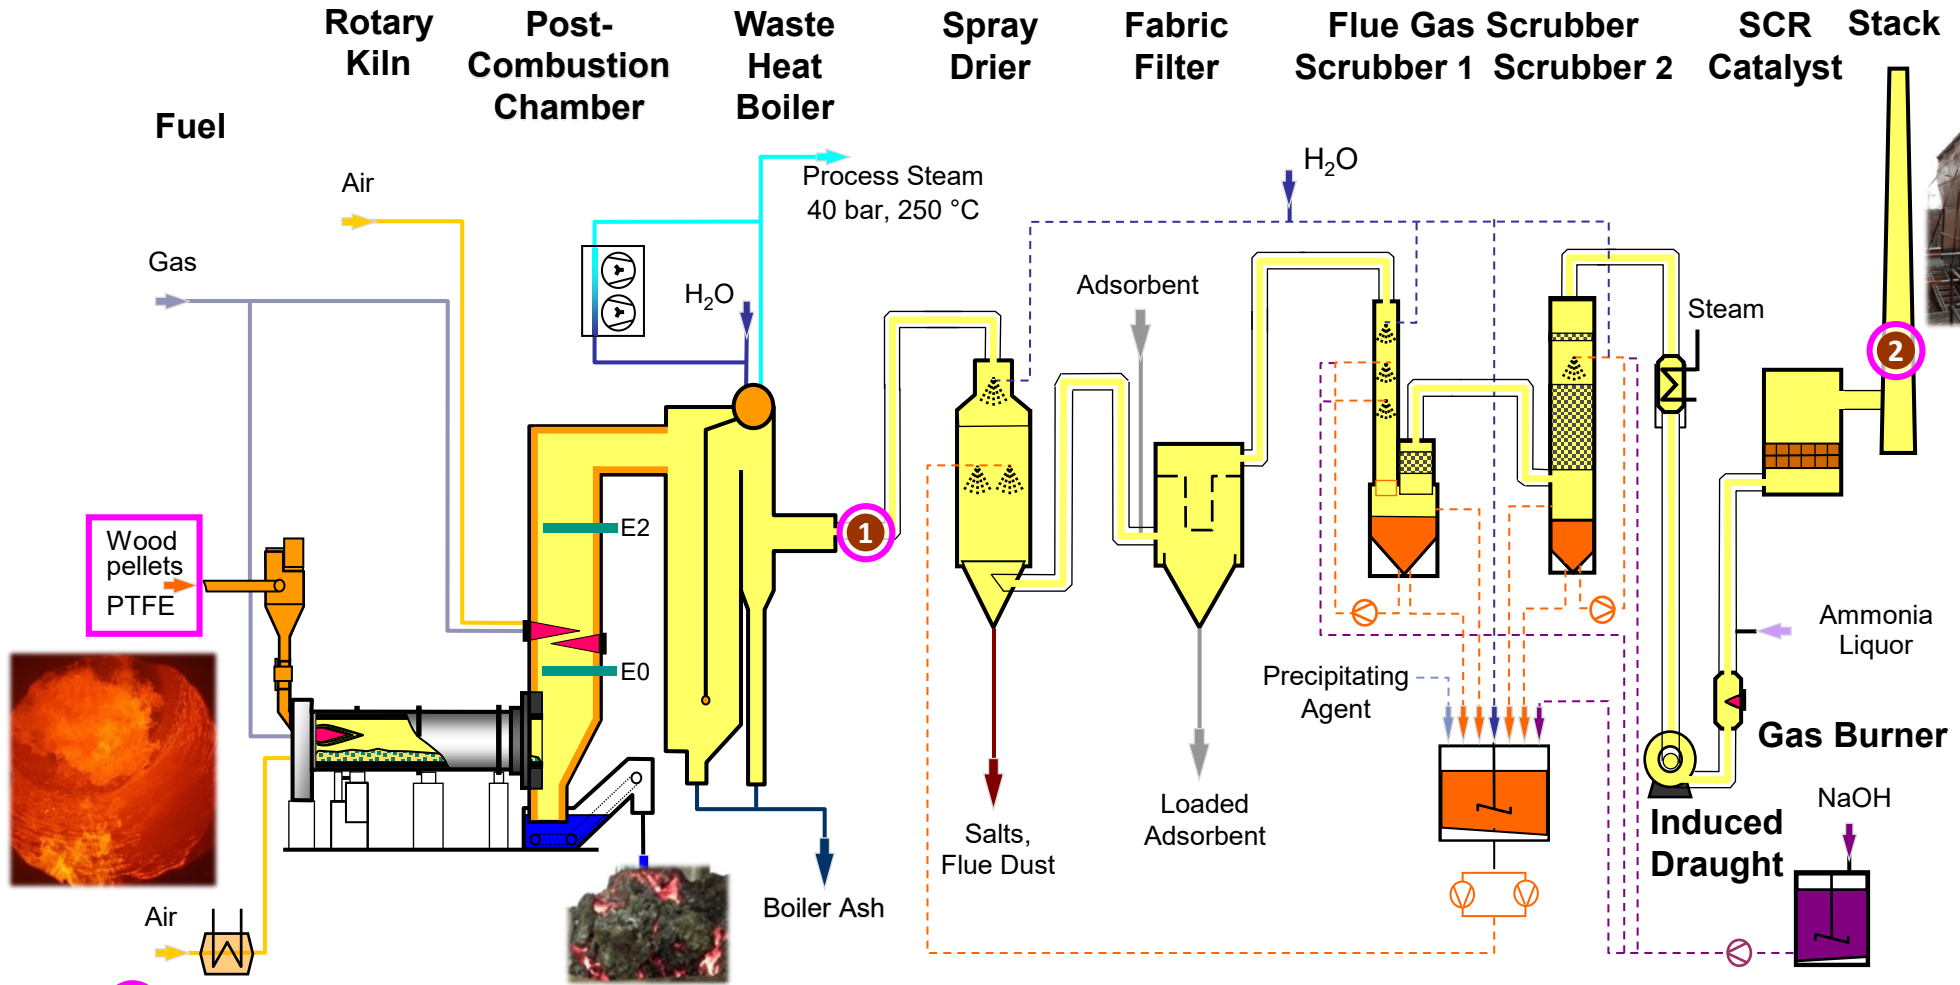 Rotary
Kiln
Post-
Combustion
Chamber
Waste
Heat
Boiler
Spray
Drier
Fabric
Filter
Flue Gas Scrubber
Scrubber 1 Scrubber 2
SCR
Catalyst
Stack
Fuel
Air
Gas
H2O
Process Steam
40 bar, 250 °C
H2O
Adsorbent
Steam
2
1
E2
E0
Wood
pellets
PTFE
Ammonia
Liquor
Precipitating
Agent
Gas Burner
NaOH
Induced
Draught
Salts,
Flue Dust
Loaded
Adsorbent
Boiler Ash
Air